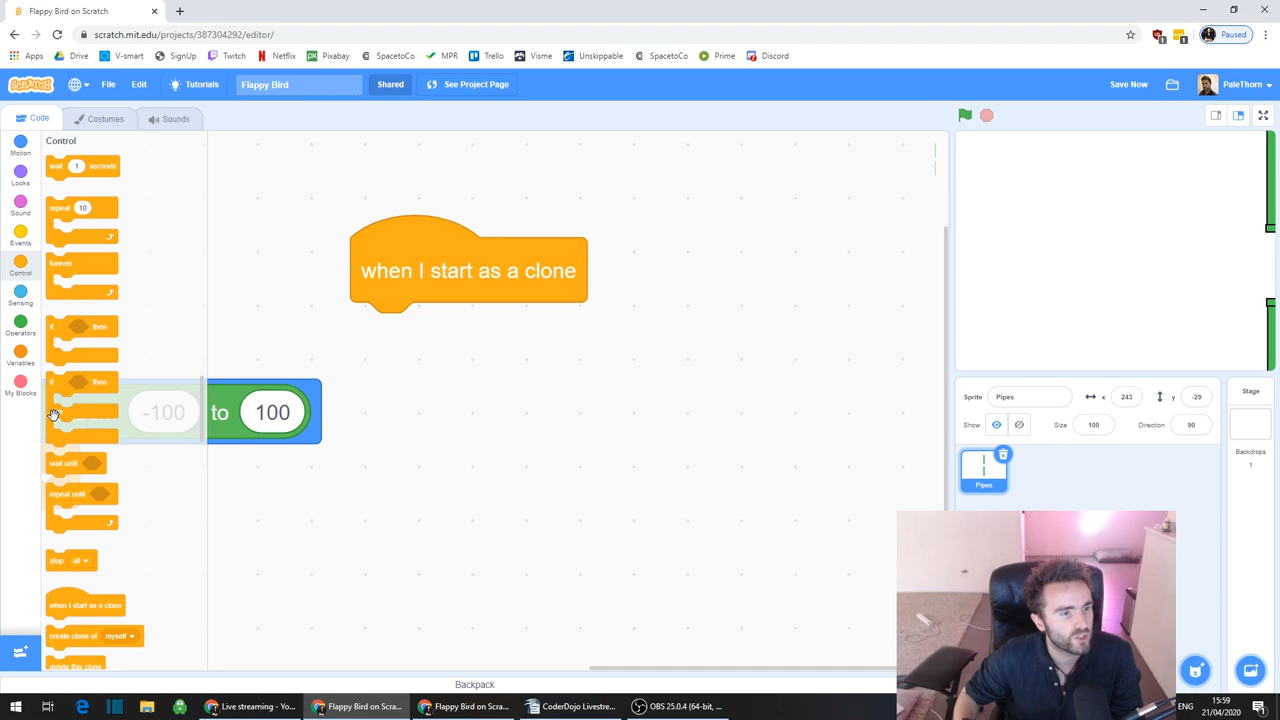 Flappy Bird on Scratch
scratch.mit.edu/projects/387304292/editor/
Paused
Apps Drive V-smart SignUp Twitch Netflix Pixabay SpacetoCo MPR Trello Visme Unskippable SpacetoCo Prime Discord
SCRATCH File Edit Tutorials Flappy Bird Shared See Project Page Save Now PaleThorn
Code Costumes Sounds
Motion
Looks
Sound
Events
Control
Sensing
Operators
Variables
My Blocks
Control
wait 1 seconds
repeat 10
forever
if then
if then
wait until
repeat until
stop all
when I start as a clone
create clone of myself
delete this clone
when I start as a clone
-100 to 100
Sprite Pipes x 243 y -29
Show Size 100 Direction 90
Pipes
Stage
Backdrops
1
Backpack
Live streaming - Yo... Flappy Bird on Scra... Flappy Bird on Scra... CoderDojo Livestre... OBS 25.0.4 (64-bit, ...
ENG 15:59
21/04/2020